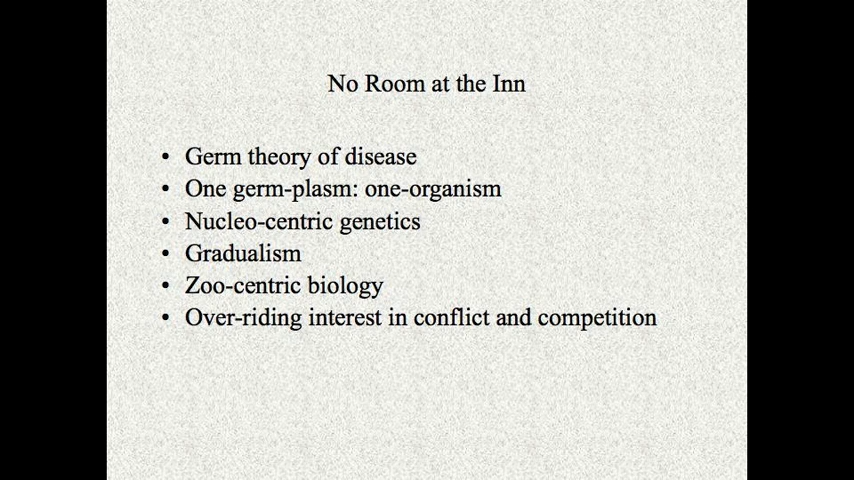 No Room at the Inn
• Germ theory of disease
• One germ-plasm: one-organism
• Nucleo-centric genetics
• Gradualism
• Zoo-centric biology
• Over-riding interest in conflict and competition